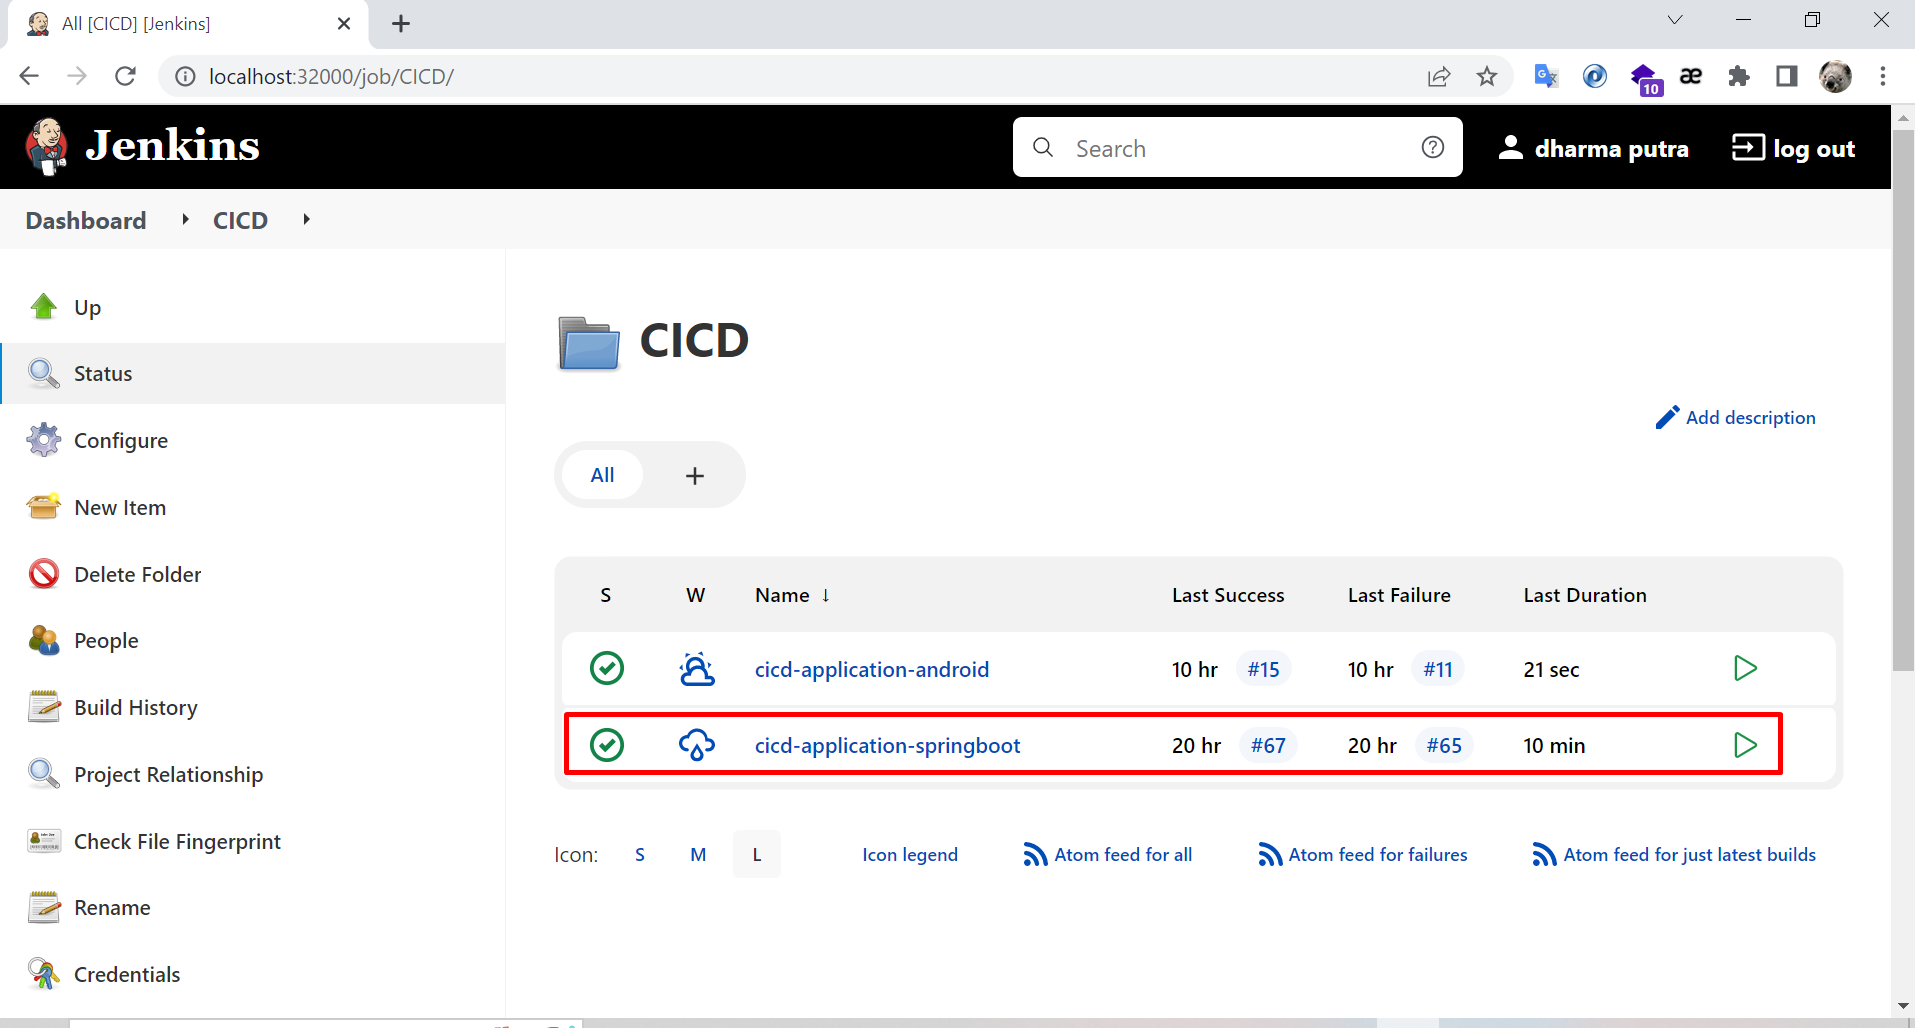 All [CICD] [Jenkins]
localhost:32000/job/CICD/
10
æ
Jenkins
Search
dharma putra
log out
Dashboard
CICD
Up
Status
Configure
New Item
Delete Folder
People
Build History
Project Relationship
Check File Fingerprint
Rename
Credentials
CICD
Add description
All +
S W Name ↓ Last Success Last Failure Last Duration
cicd-application-android 10 hr #15 10 hr #11 21 sec
cicd-application-springboot 20 hr #67 20 hr #65 10 min
Icon: S M L Icon legend Atom feed for all Atom feed for failures Atom feed for just latest builds